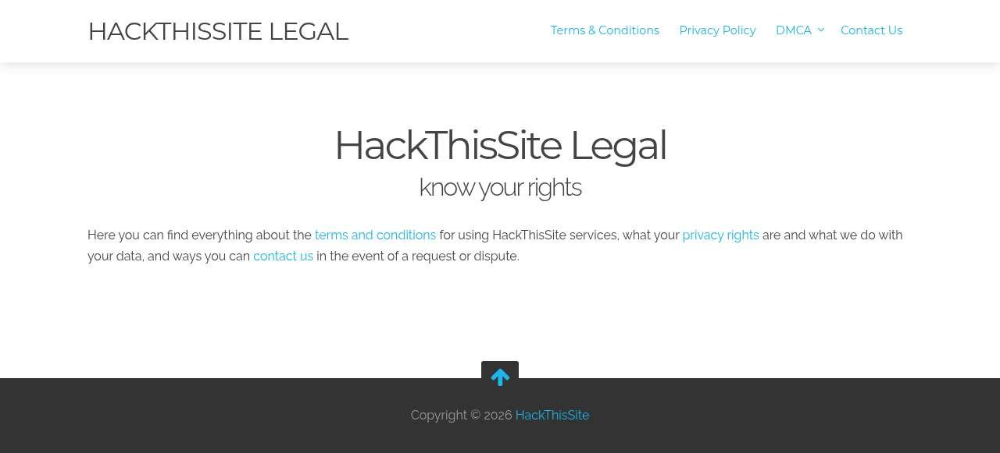 HACKTHISSITE LEGAL
Terms & Conditions Privacy Policy DMCA Contact Us
HackThisSite Legal
know your rights
Here you can find everything about the terms and conditions for using HackThisSite services, what your privacy rights are and what we do with
your data, and ways you can contact us in the event of a request or dispute.
Copyright © 2026 HackThisSite